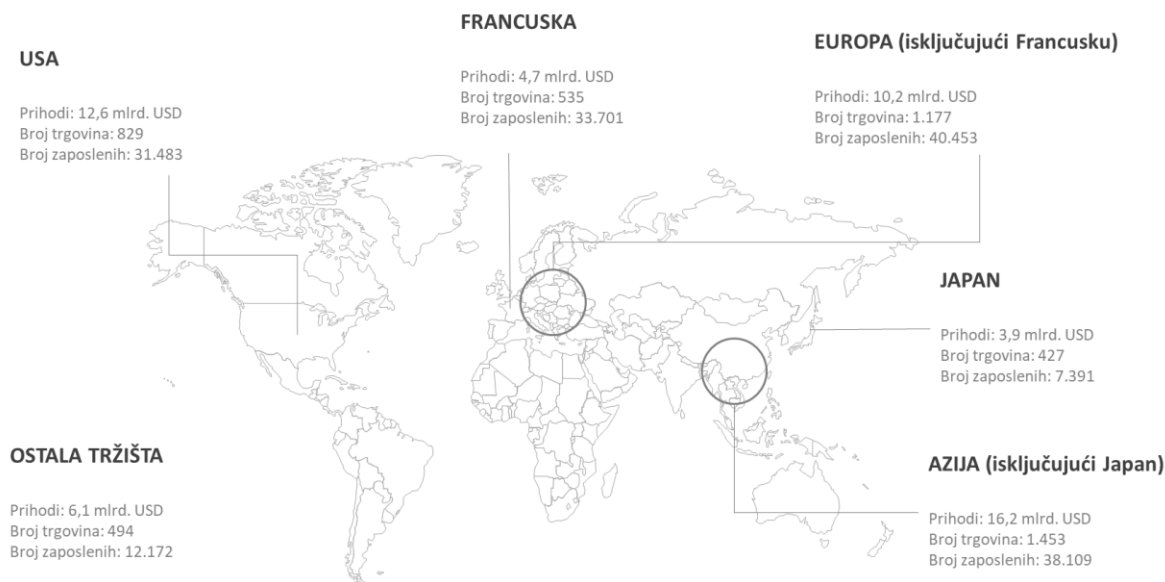 FRANCUSKA
Prihodi: 4,7 mlrd. USD
Broj trgovina: 535
Broj zaposlenih: 33.701
EUROPA (isključujući Francusku)
Prihodi: 10,2 mlrd. USD
Broj trgovina: 1.177
Broj zaposlenih: 40.453
USA
Prihodi: 12,6 mlrd. USD
Broj trgovina: 829
Broj zaposlenih: 31.483
JAPAN
Prihodi: 3,9 mlrd. USD
Broj trgovina: 427
Broj zaposlenih: 7.391
OSTALA TRŽIŠTA
Prihodi: 6,1 mlrd. USD
Broj trgovina: 494
Broj zaposlenih: 12.172
AZIJA (isključujući Japan)
Prihodi: 16,2 mlrd. USD
Broj trgovina: 1.453
Broj zaposlenih: 38.109